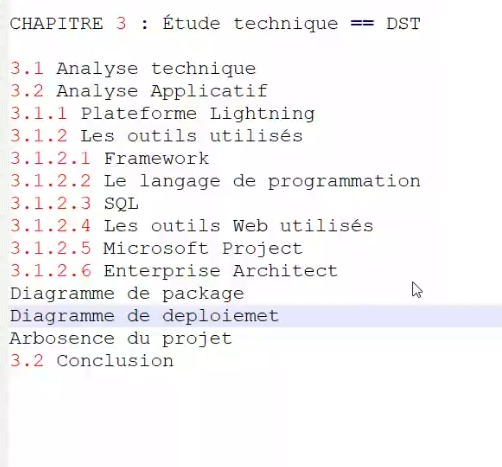 CHAPITRE 3 : Étude technique == DST
3.1 Analyse technique
3.2 Analyse Applicatif
3.1.1 Plateforme Lightning
3.1.2 Les outils utilisés
3.1.2.1 Framework
3.1.2.2 Le langage de programmation
3.1.2.3 SQL
3.1.2.4 Les outils Web utilisés
3.1.2.5 Microsoft Project
3.1.2.6 Enterprise Architect
Diagramme de package
Diagramme de deploiemet
Arbosence du projet
3.2 Conclusion